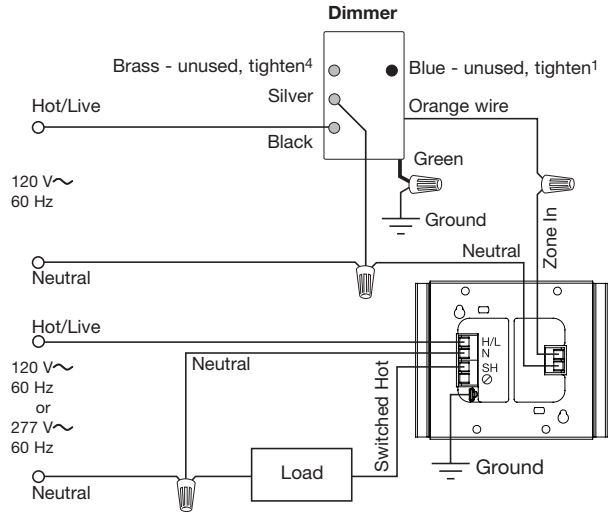 Dimmer
Brass - unused, tighten4
Blue - unused, tighten1
Silver
Hot/Live
Orange wire
Black
Green
120 V~
60 Hz
Ground
Neutral
Zone In
Neutral
Hot/Live
H/L
N
SH
Neutral
120 V~
60 Hz
or
277 V~
60 Hz
Switched Hot
Load
Ground
Neutral